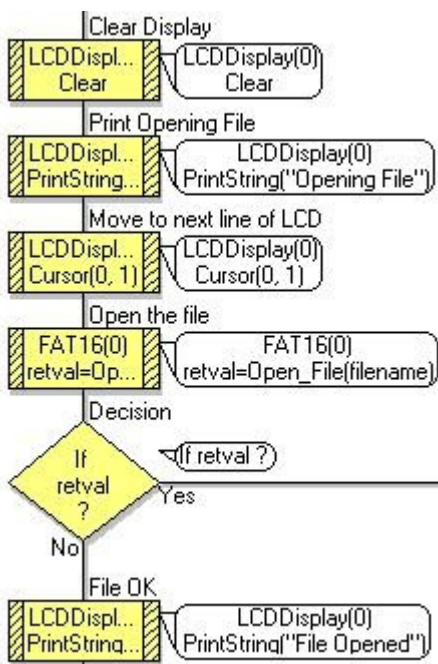 Clear Display
LCDDispl...
Clear
LCDDisplay(0)
Clear
Print Opening File
LCDDispl...
PrintString...
LCDDisplay(0)
PrintString("Opening File")
Move to next line of LCD
LCDDispl...
Cursor(0, 1)
LCDDisplay(0)
Cursor(0, 1)
Open the file
FAT16(0)
retval=Op...
FAT16(0)
retval=Open_File(filename)
Decision
If
retval
?
If retval ?
Yes
No
File OK
LCDDispl...
PrintString...
LCDDisplay(0)
PrintString("File Opened")